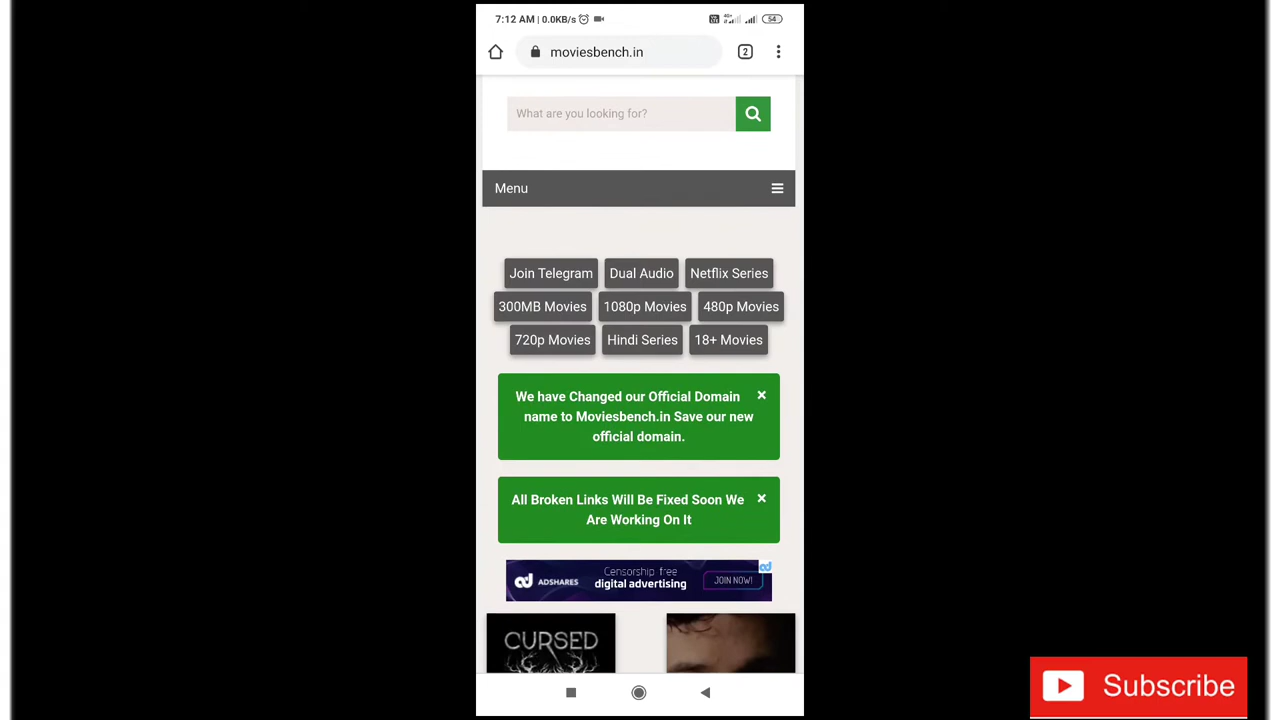 7:12 AM | 0.0KB/s
4G+
54
moviesbench.in
2
What are you looking for?
Menu
Join Telegram
Dual Audio
Netflix Series
300MB Movies
1080p Movies
480p Movies
720p Movies
Hindi Series
18+ Movies
We have Changed our Official Domain
name to Moviesbench.in Save our new
official domain.
All Broken Links Will Be Fixed Soon We
Are Working On It
ADSHARES
Censorship free
digital advertising
JOIN NOW!
CURSED
Subscribe